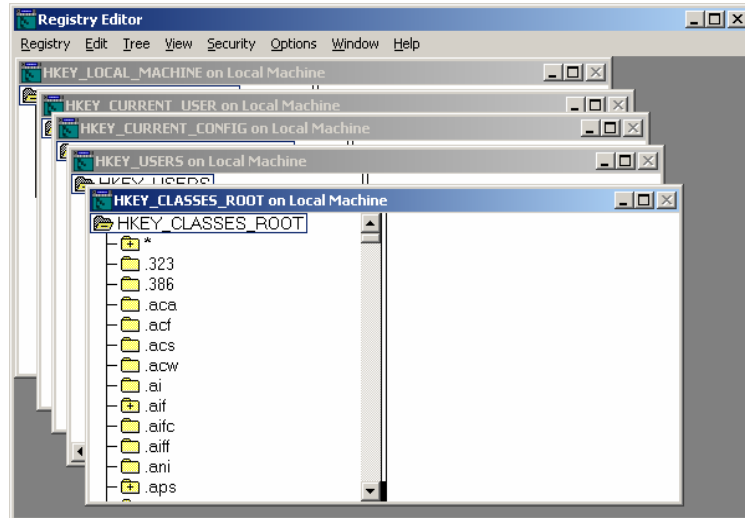 Registry Editor
Registry Edit Tree View Security Options Window Help
HKEY_LOCAL_MACHINE on Local Machine
HKEY_CURRENT_USER on Local Machine
HKEY_CURRENT_CONFIG on Local Machine
HKEY_USERS on Local Machine
HKEY_USERS
HKEY_CLASSES_ROOT on Local Machine
HKEY_CLASSES_ROOT
*
.323
.386
.aca
.acf
.acs
.acw
.ai
.aif
.aifc
.aiff
.ani
.aps